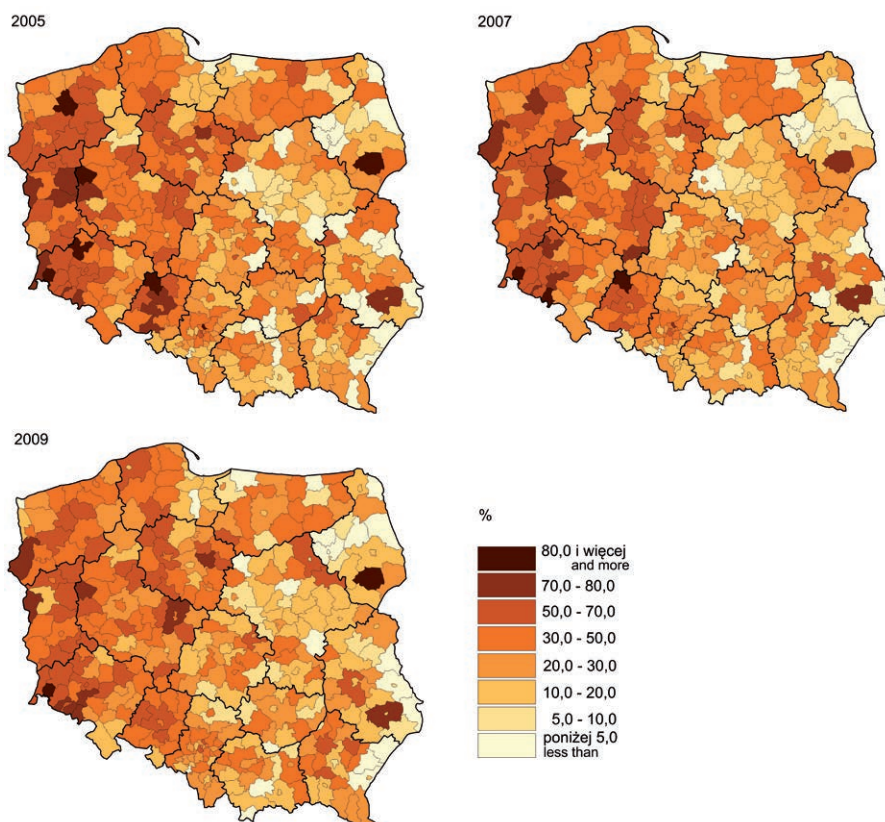 2005
2007
2009
%
80,0 i więcej
and more
70,0 - 80,0
50,0 - 70,0
30,0 - 50,0
20,0 - 30,0
10,0 - 20,0
5,0 - 10,0
poniżej 5,0
less than